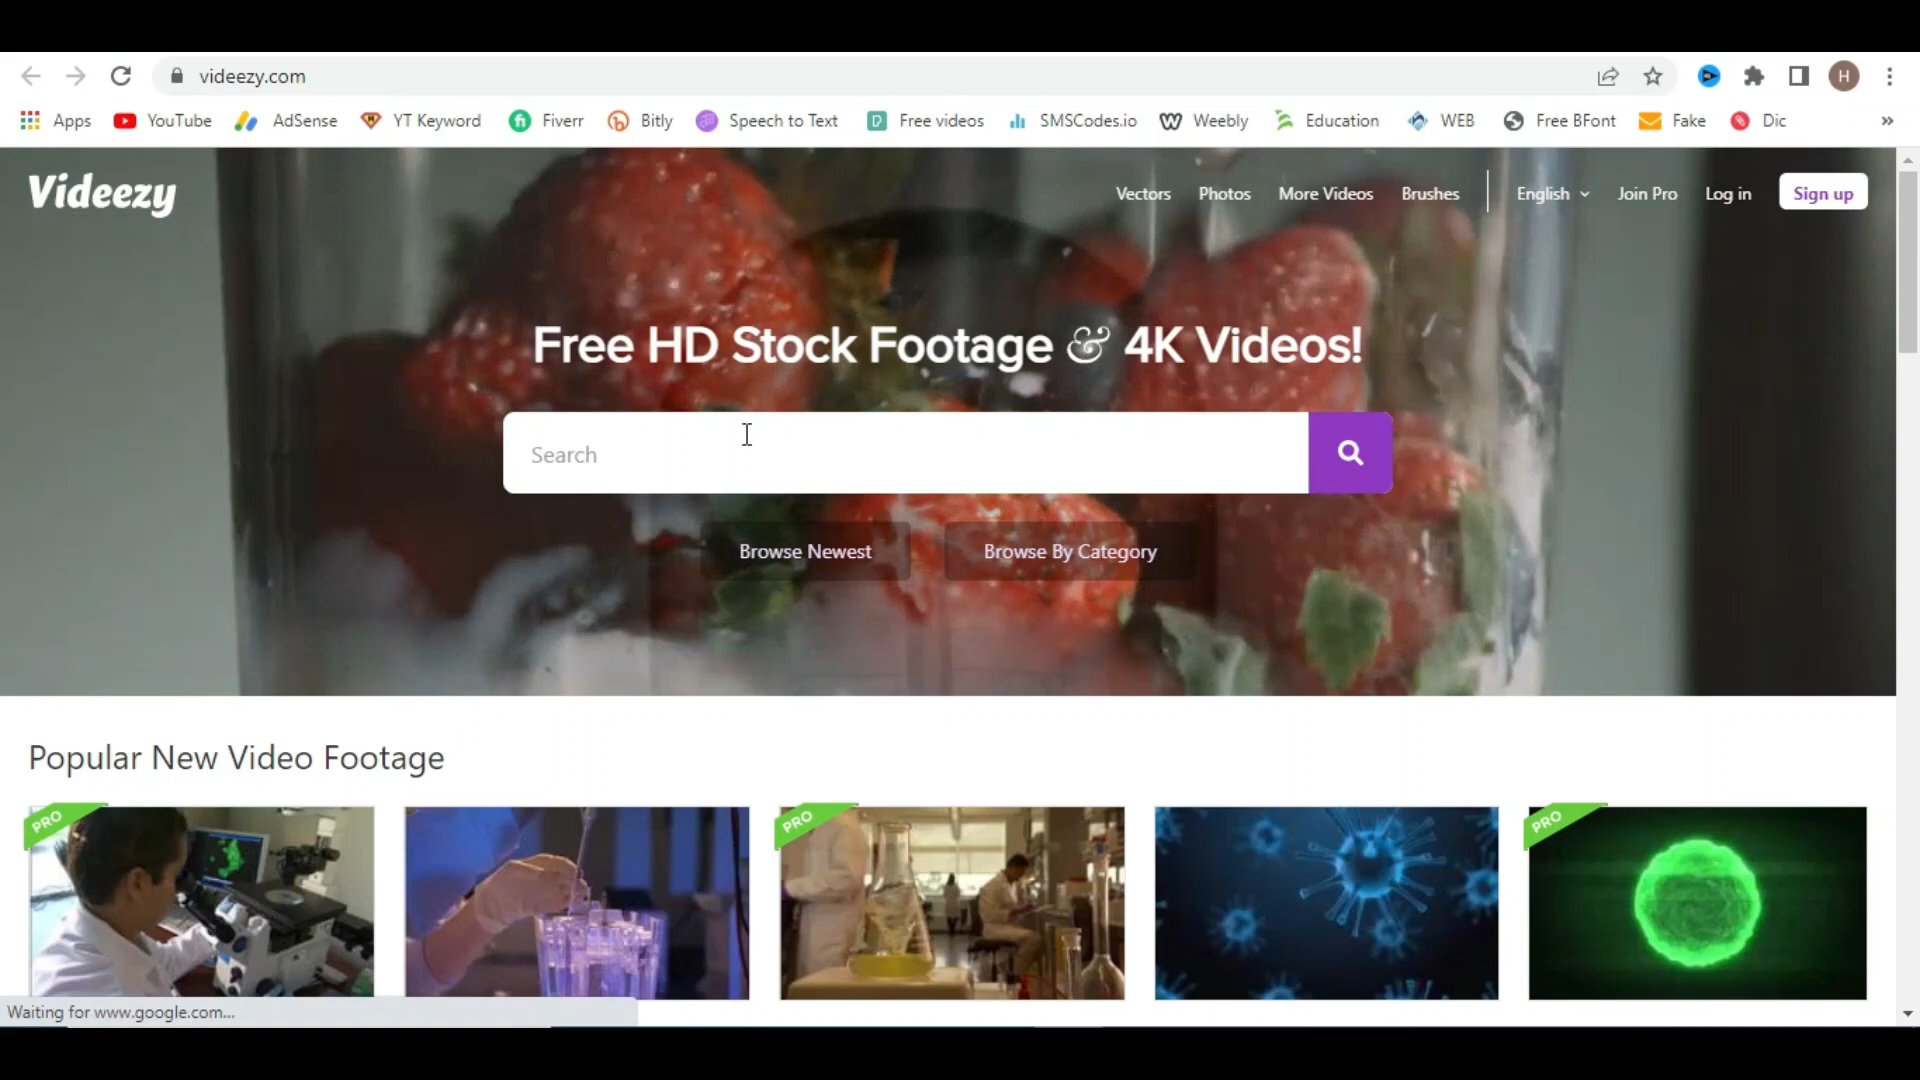 videezy.com
H
Apps YouTube AdSense YT Keyword Fiverr Bitly Speech to Text Free videos SMSCodes.io Weebly Education WEB Free BFont Fake Dic »
Videezy Vectors Photos More Videos Brushes English Join Pro Log in Sign up
Free HD Stock Footage & 4K Videos!
Search
Browse Newest Browse By Category
Popular New Video Footage
PRO PRO PRO
Waiting for www.google.com...